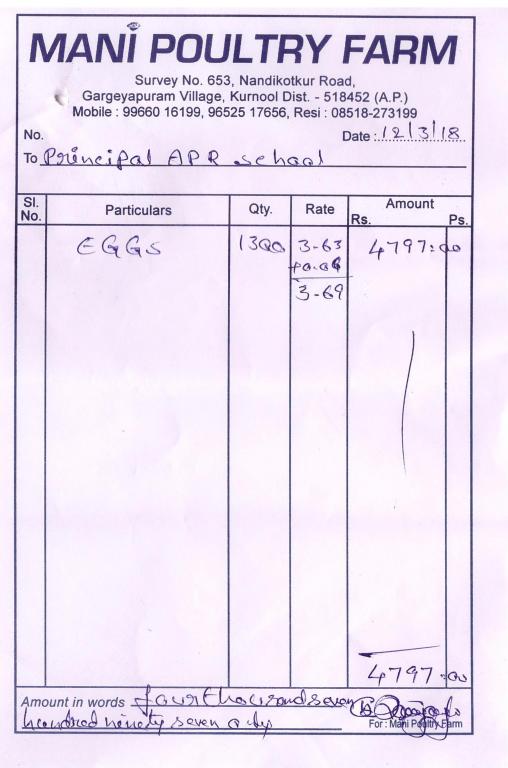 MANI POULTRY FARM
Survey No. 653, Nandikotkur Road,
Gargeyapuram Village, Kurnool Dist. - 518452 (A.P.)
Mobile : 99660 16199, 96525 17656, Resi : 08518-273199
No. Date : 12/3/18
To Principal APR School
Sl. No. Particulars Qty. Rate Amount Rs. Ps.
EGGS 1300 3-63 4797=00
+0.06
3-69
4797=00
Amount in words four thousand seven
hundred ninety seven only
For : Mani Poultry Farm